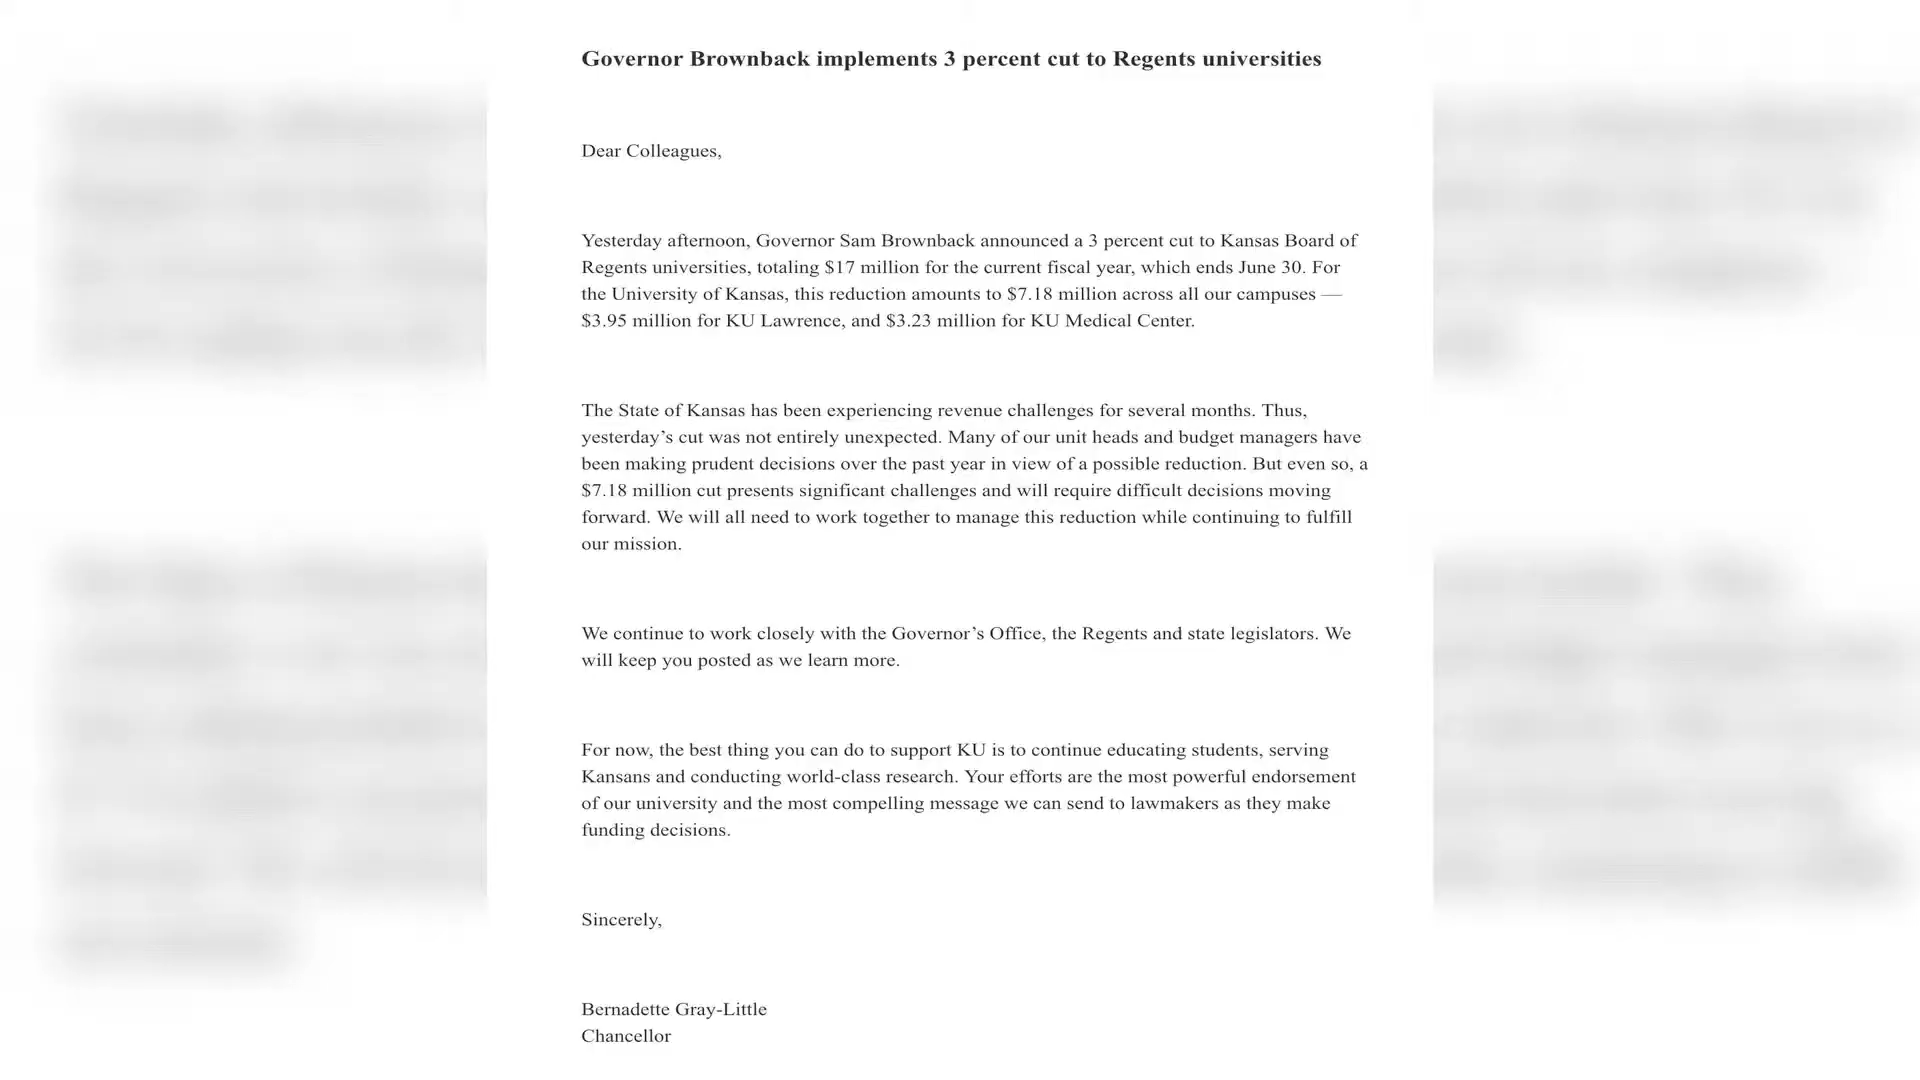 Governor Brownback implements 3 percent cut to Regents universities
Dear Colleagues,
Yesterday afternoon, Governor Sam Brownback announced a 3 percent cut to Kansas Board of
Regents universities, totaling $17 million for the current fiscal year, which ends June 30. For
the University of Kansas, this reduction amounts to $7.18 million across all our campuses —
$3.95 million for KU Lawrence, and $3.23 million for KU Medical Center.
The State of Kansas has been experiencing revenue challenges for several months. Thus,
yesterday’s cut was not entirely unexpected. Many of our unit heads and budget managers have
been making prudent decisions over the past year in view of a possible reduction. But even so, a
$7.18 million cut presents significant challenges and will require difficult decisions moving
forward. We will all need to work together to manage this reduction while continuing to fulfill
our mission.
We continue to work closely with the Governor’s Office, the Regents and state legislators. We
will keep you posted as we learn more.
For now, the best thing you can do to support KU is to continue educating students, serving
Kansans and conducting world-class research. Your efforts are the most powerful endorsement
of our university and the most compelling message we can send to lawmakers as they make
funding decisions.
Sincerely,
Bernadette Gray-Little
Chancellor